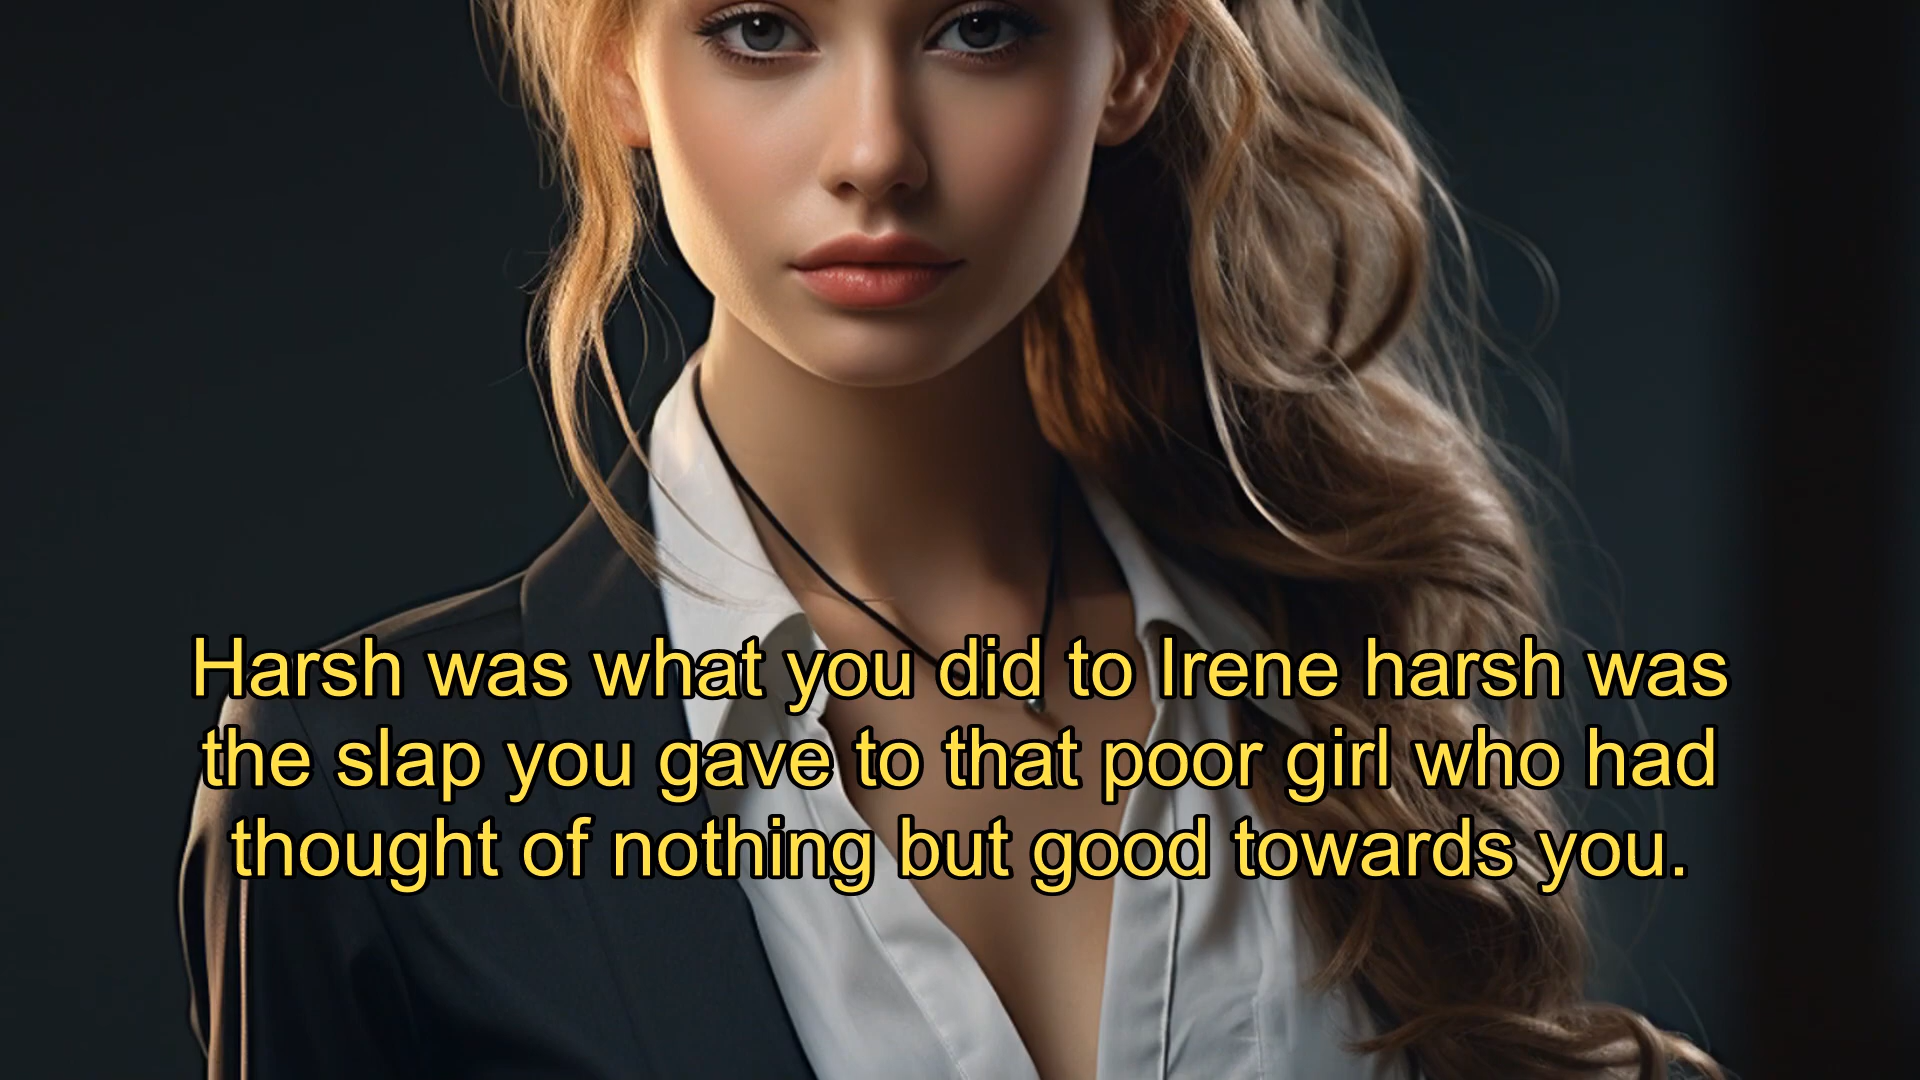 Harsh was what you did to Irene harsh was
the slap you gave to that poor girl who had
thought of nothing but good towards you.